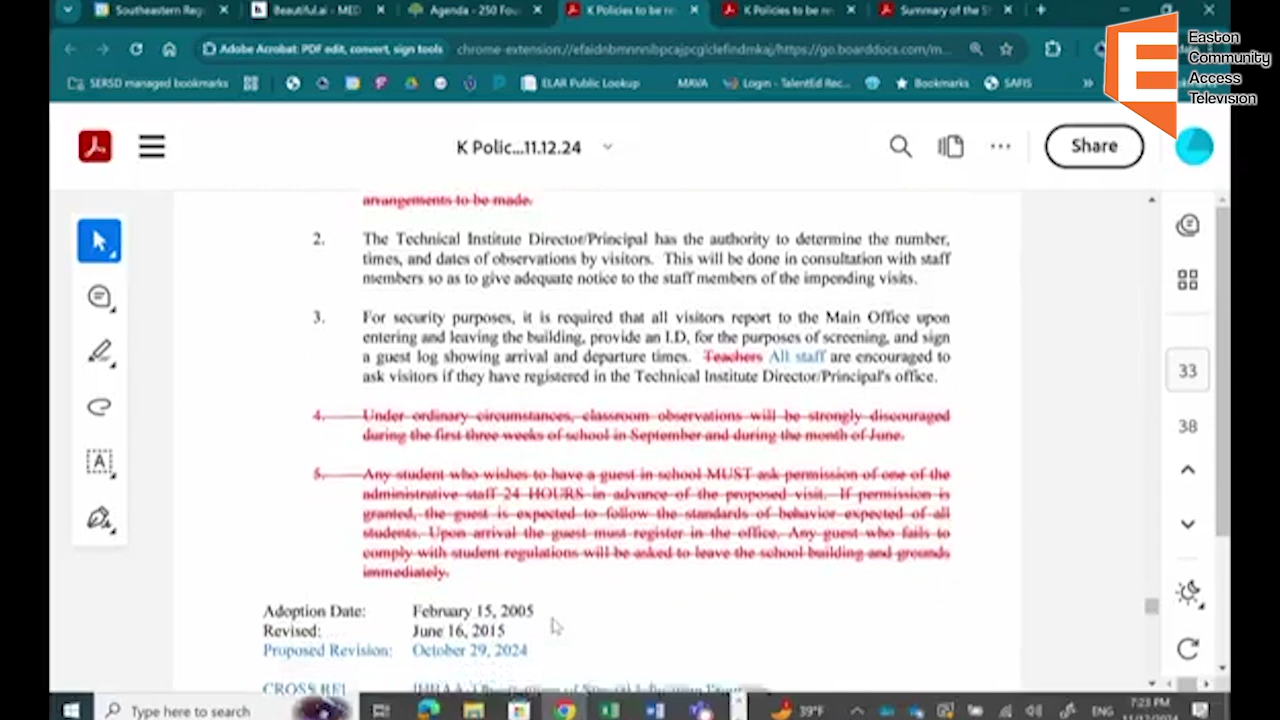 Southeastern Reg
Beautiful.ai - MED
Agenda - 250 Fou
K Policies to be re
K Policies to be re
Summary of the S
Easton
Community
Access
Television
Adobe Acrobat: PDF edit, convert, sign tools
SERSD managed bookmarks
ELAR Public Lookup
MAVA
Login - TalentEd Rec...
Bookmarks
SAFIS
K Polic...11.12.24
Share
arrangements to be made.
2. The Technical Institute Director/Principal has the authority to determine the number,
times, and dates of observations by visitors. This will be done in consultation with staff
members so as to give adequate notice to the staff members of the impending visits.
3. For security purposes, it is required that all visitors report to the Main Office upon
entering and leaving the building, provide an I.D, for the purposes of screening, and sign
a guest log showing arrival and departure times. Teachers All staff are encouraged to
ask visitors if they have registered in the Technical Institute Director/Principal's office.
33
4. Under ordinary circumstances, classroom observations will be strongly discouraged
during the first three weeks of school in September and during the month of June.
38
5. Any student who wishes to have a guest in school MUST ask permission of one of the
administrative staff 24 HOURS in advance of the proposed visit. If permission is
granted, the guest is expected to follow the standards of behavior expected of all
students. Upon arrival the guest must register in the office. Any guest who fails to
comply with student regulations will be asked to leave the school building and grounds
immediately.
Adoption Date: February 15, 2005
Revised: June 16, 2015
Proposed Revision: October 29, 2024
CROSS REF
Type here to search
39°F
ENG
7:23 PM